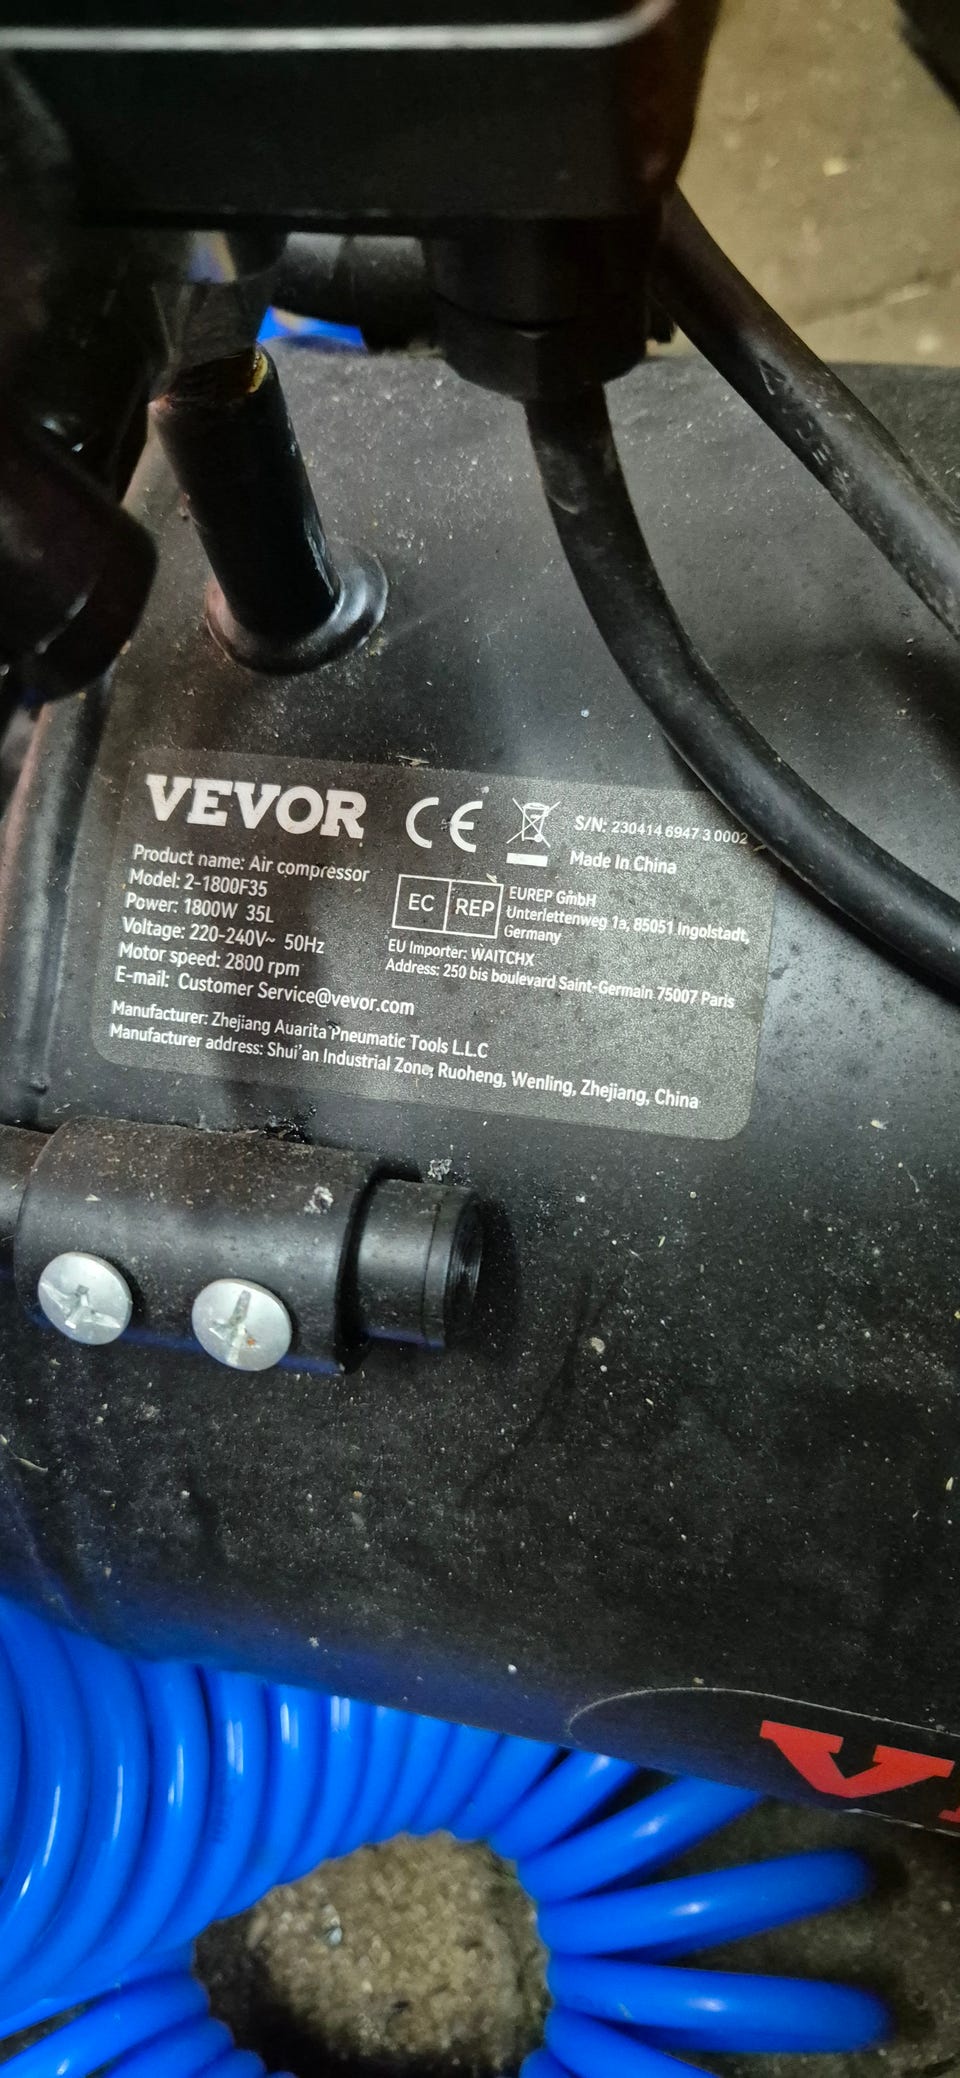 VEVOR
CE
S/N: 230414 6947 3 0002
Made In China
Product name: Air compressor
Model: 2-1800F35
Power: 1800W 35L
Voltage: 220-240V~ 50Hz
Motor speed: 2800 rpm
E-mail: Customer Service@vevor.com
EC REP
EUREP GmbH
Unterlettenweg 1a, 85051 Ingolstadt,
Germany
EU Importer: WAITCHX
Address: 250 bis boulevard Saint-Germain 75007 Paris
Manufacturer: Zhejiang Auarita Pneumatic Tools L.L.C
Manufacturer address: Shui'an Industrial Zone, Ruoheng, Wenling, Zhejiang, China
V